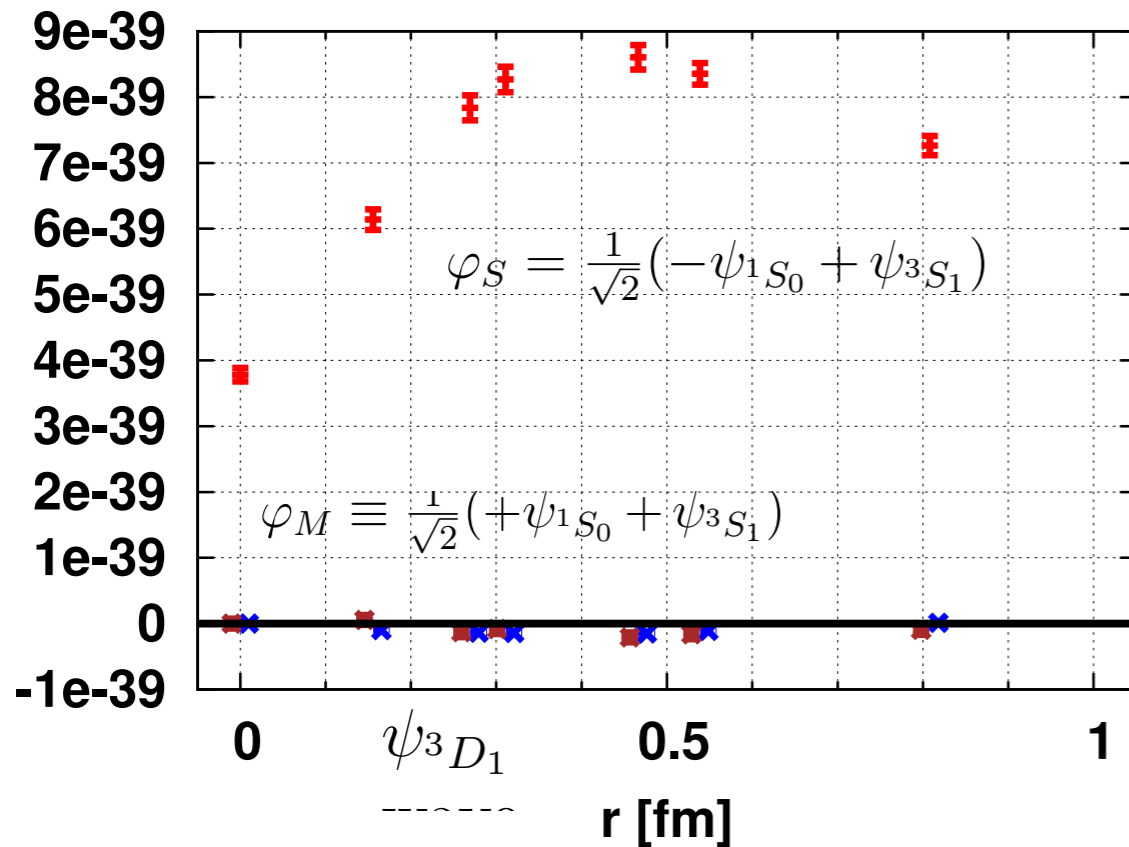 9e-39
8e-39
7e-39
6e-39
φ_S = 1/√2(−ψ_{¹S₀} + ψ_{³S₁})
5e-39
4e-39
3e-39
2e-39
φ_M ≡ 1/√2(+ψ_{¹S₀} + ψ_{³S₁})
1e-39
0
-1e-39
0 0.5 1
ψ_{³D₁}
r [fm]